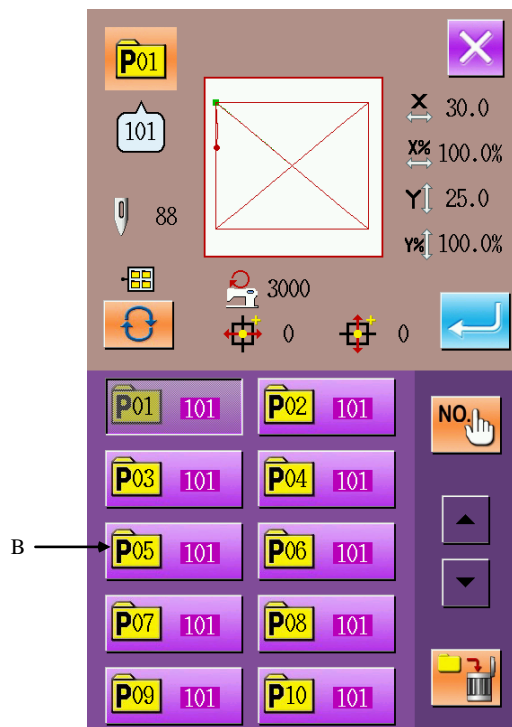 P01
101
X 30.0
X% 100.0%
Y 25.0
Y% 100.0%
88
3000
0 0
P01 101 P02 101
NO.
P03 101 P04 101
B P05 101 P06 101
P07 101 P08 101
P09 101 P10 101